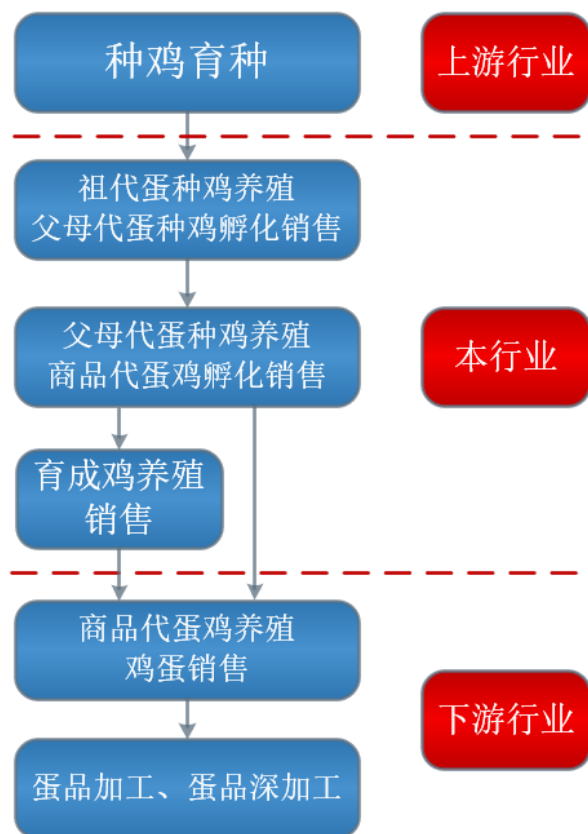 种鸡育种
上游行业
祖代蛋种鸡养殖
父母代蛋种鸡孵化销售
父母代蛋种鸡养殖
商品代蛋鸡孵化销售
本行业
育成鸡养殖
销售
商品代蛋鸡养殖
鸡蛋销售
下游行业
蛋品加工、蛋品深加工